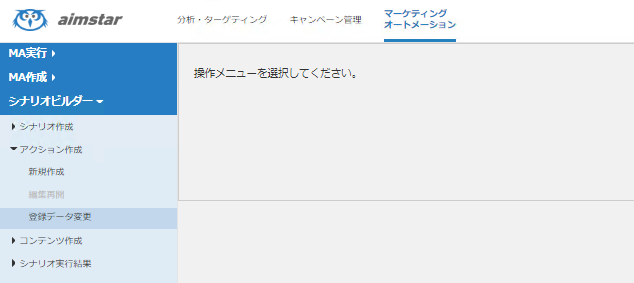 aimstar
分析・ターゲティング
キャンペーン管理
マーケティング
オートメーション
MA実行
MA作成
シナリオビルダー
シナリオ作成
アクション作成
新規作成
編集再開
登録データ変更
コンテンツ作成
シナリオ実行結果
操作メニューを選択してください。